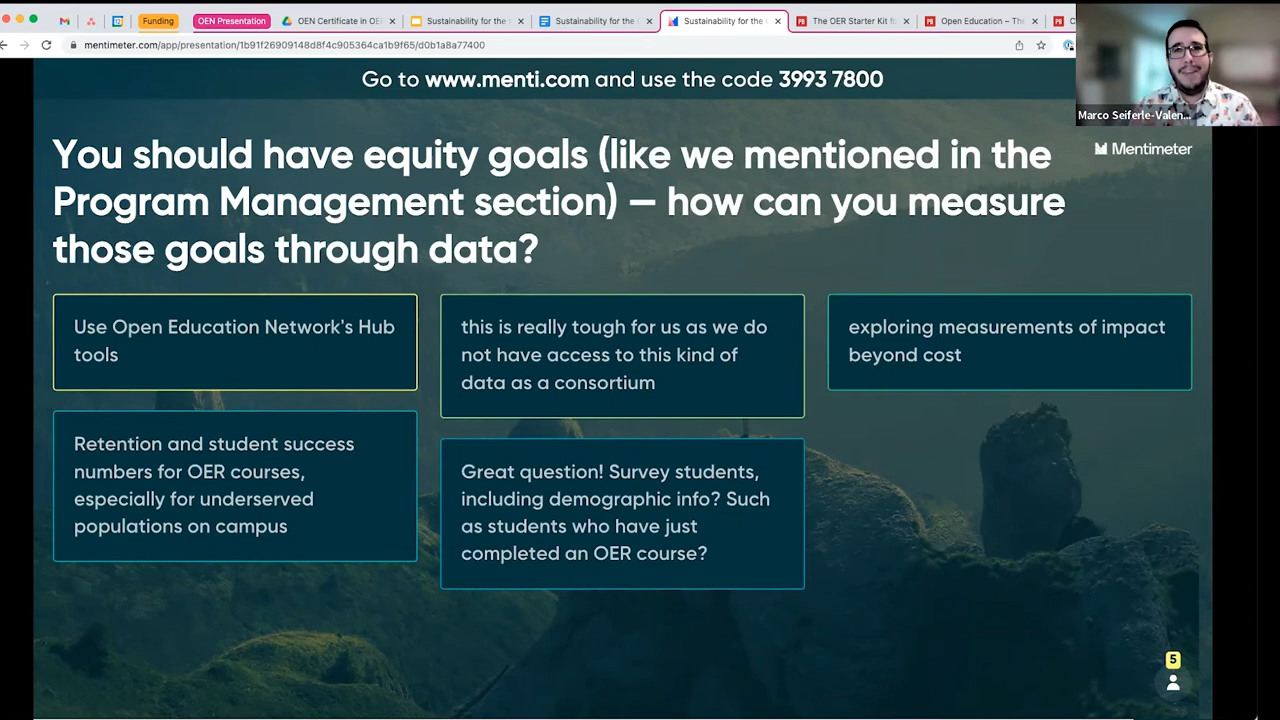 Funding
OEN Presentation
OEN Certificate in OE
Sustainability for the
Sustainability for the
Sustainability for the
The OER Starter Kit fo
Open Education – The
C
mentimeter.com/app/presentation/1b91f26909148d8f4c905364ca1b9f65/d0b1a8a77400
Go to www.menti.com and use the code 3993 7800
Marco Seiferle-Valen...
Mentimeter
You should have equity goals (like we mentioned in the
Program Management section) — how can you measure
those goals through data?
Use Open Education Network's Hub
tools
this is really tough for us as we do
not have access to this kind of
data as a consortium
exploring measurements of impact
beyond cost
Retention and student success
numbers for OER courses,
especially for underserved
populations on campus
Great question! Survey students,
including demographic info? Such
as students who have just
completed an OER course?
5